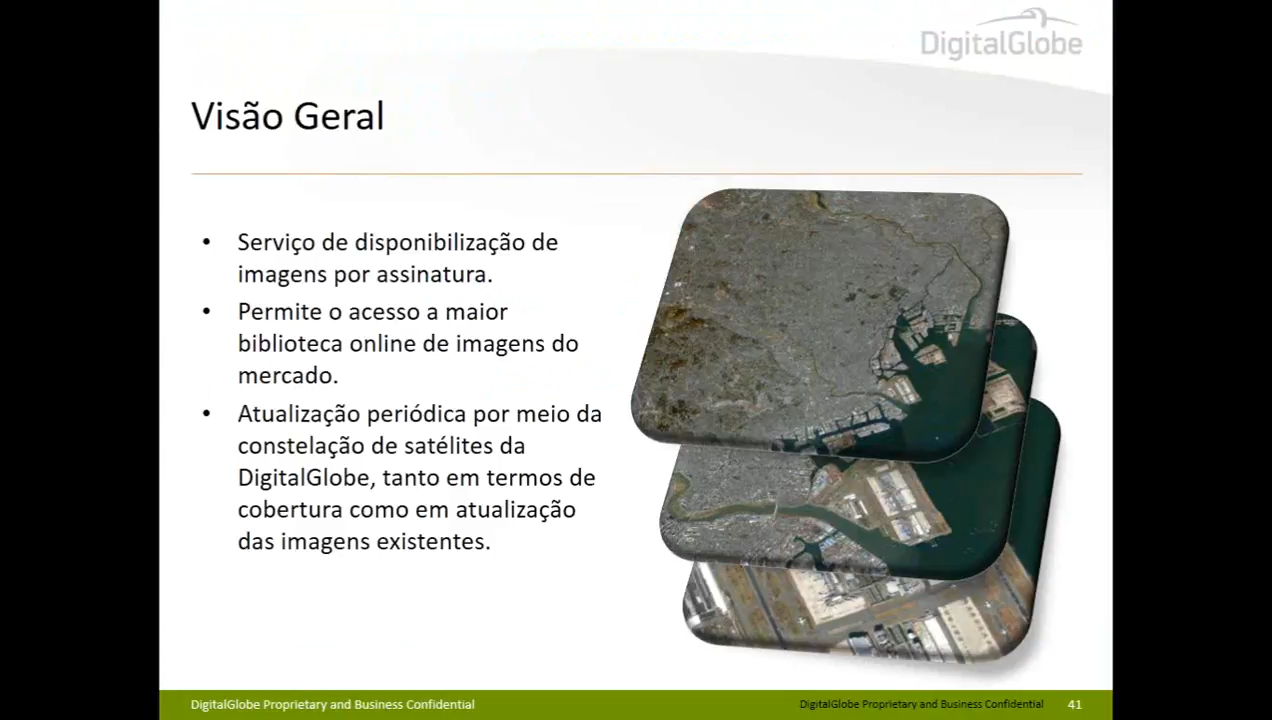 DigitalGlobe
Visão Geral
• Serviço de disponibilização de
imagens por assinatura.
• Permite o acesso a maior
biblioteca online de imagens do
mercado.
• Atualização periódica por meio da
constelação de satélites da
DigitalGlobe, tanto em termos de
cobertura como em atualização
das imagens existentes.
DigitalGlobe Proprietary and Business Confidential
DigitalGlobe Proprietary and Business Confidential
41